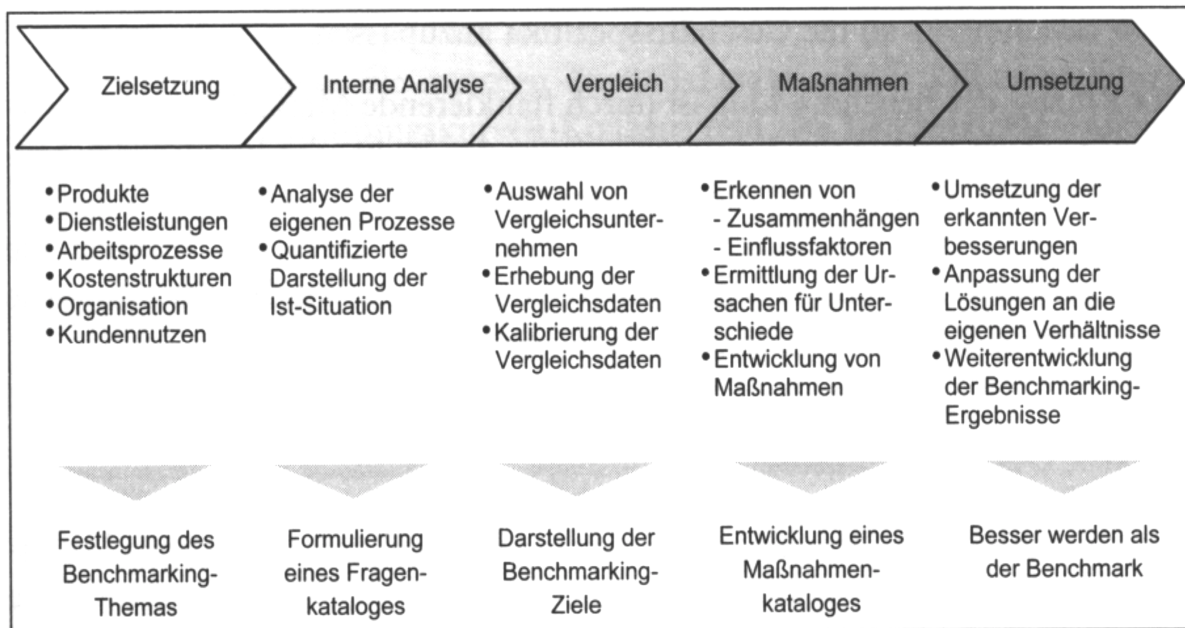 Zielsetzung
Interne Analyse
Vergleich
Maßnahmen
Umsetzung
• Produkte
• Dienstleistungen
• Arbeitsprozesse
• Kostenstrukturen
• Organisation
• Kundennutzen
• Analyse der
eigenen Prozesse
• Quantifizierte
Darstellung der
Ist-Situation
• Auswahl von
Vergleichsunter-
nehmen
• Erhebung der
Vergleichsdaten
• Kalibrierung der
Vergleichsdaten
• Erkennen von
- Zusammenhängen
- Einflussfaktoren
• Ermittlung der Ur-
sachen für Unter-
schiede
• Entwicklung von
Maßnahmen
• Umsetzung der
erkannten Ver-
besserungen
• Anpassung der
Lösungen an die
eigenen Verhältnisse
• Weiterentwicklung
der Benchmarking-
Ergebnisse
Festlegung des
Benchmarking-
Themas
Formulierung
eines Fragen-
kataloges
Darstellung der
Benchmarking-
Ziele
Entwicklung eines
Maßnahmen-
kataloges
Besser werden als
der Benchmark